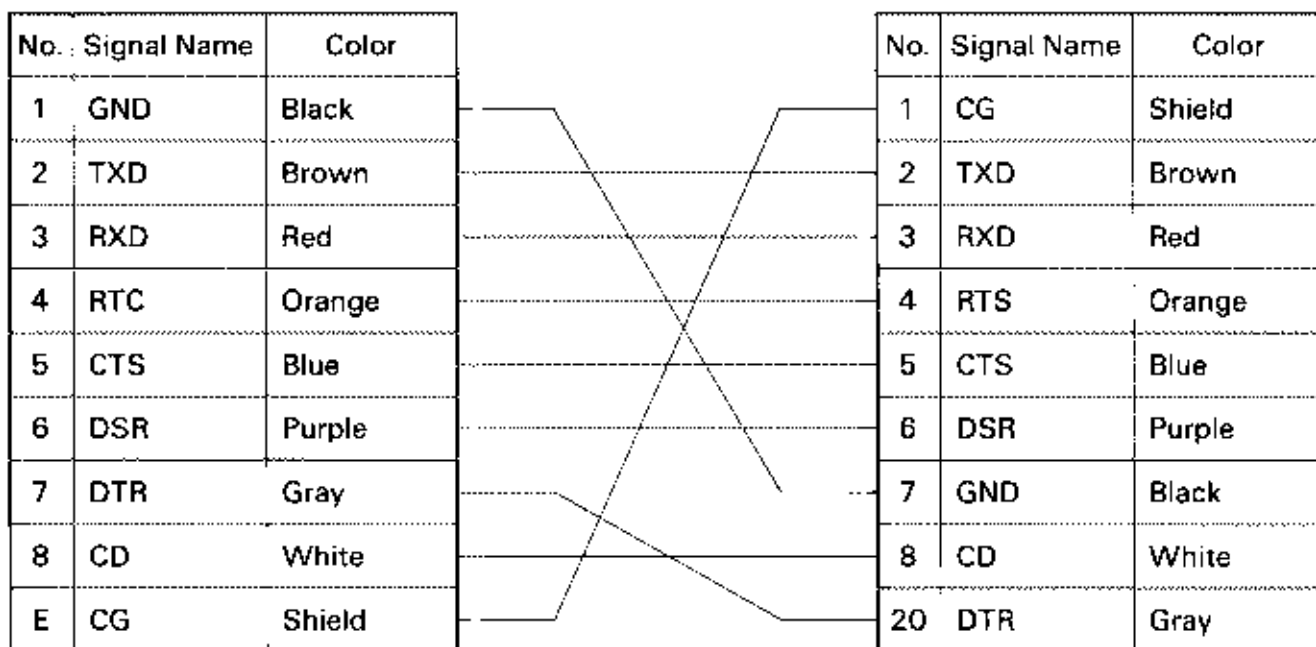 No. Signal Name Color
1 GND Black
2 TXD Brown
3 RXD Red
4 RTC Orange
5 CTS Blue
6 DSR Purple
7 DTR Gray
8 CD White
E CG Shield
No. Signal Name Color
1 CG Shield
2 TXD Brown
3 RXD Red
4 RTS Orange
5 CTS Blue
6 DSR Purple
7 GND Black
8 CD White
20 DTR Gray